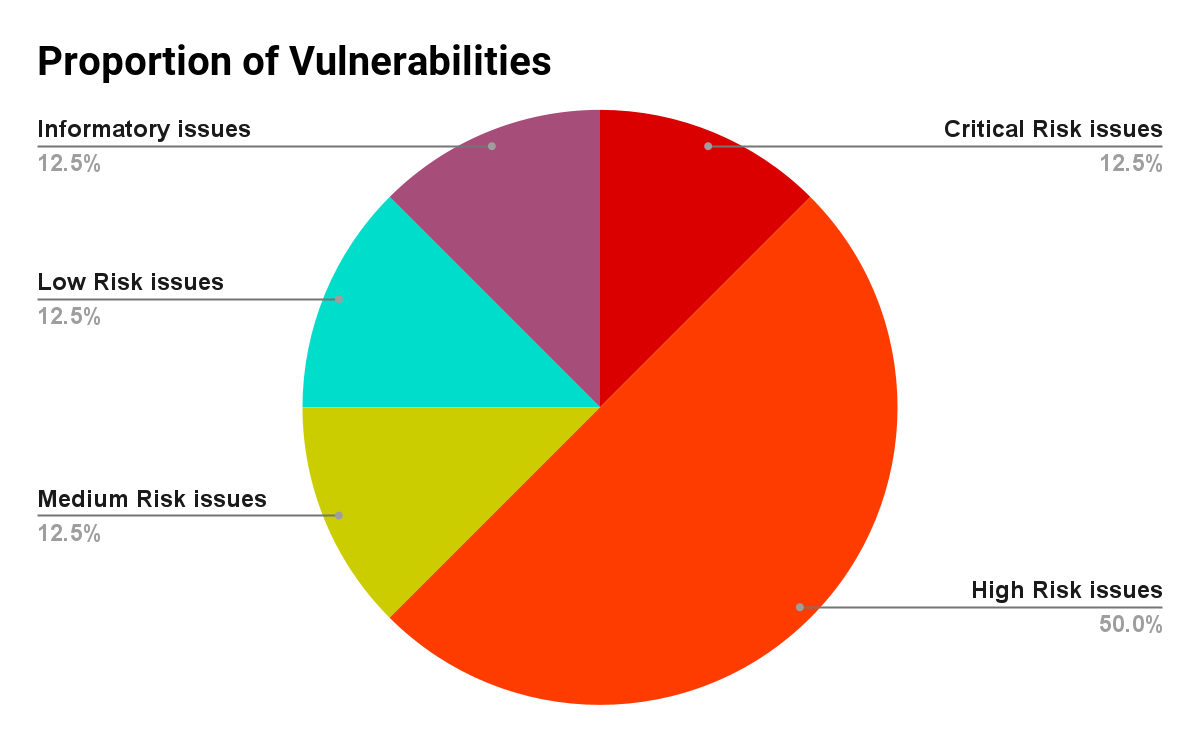 Proportion of Vulnerabilities
Informatory issues
12.5%
Critical Risk issues
12.5%
Low Risk issues
12.5%
Medium Risk issues
12.5%
High Risk issues
50.0%